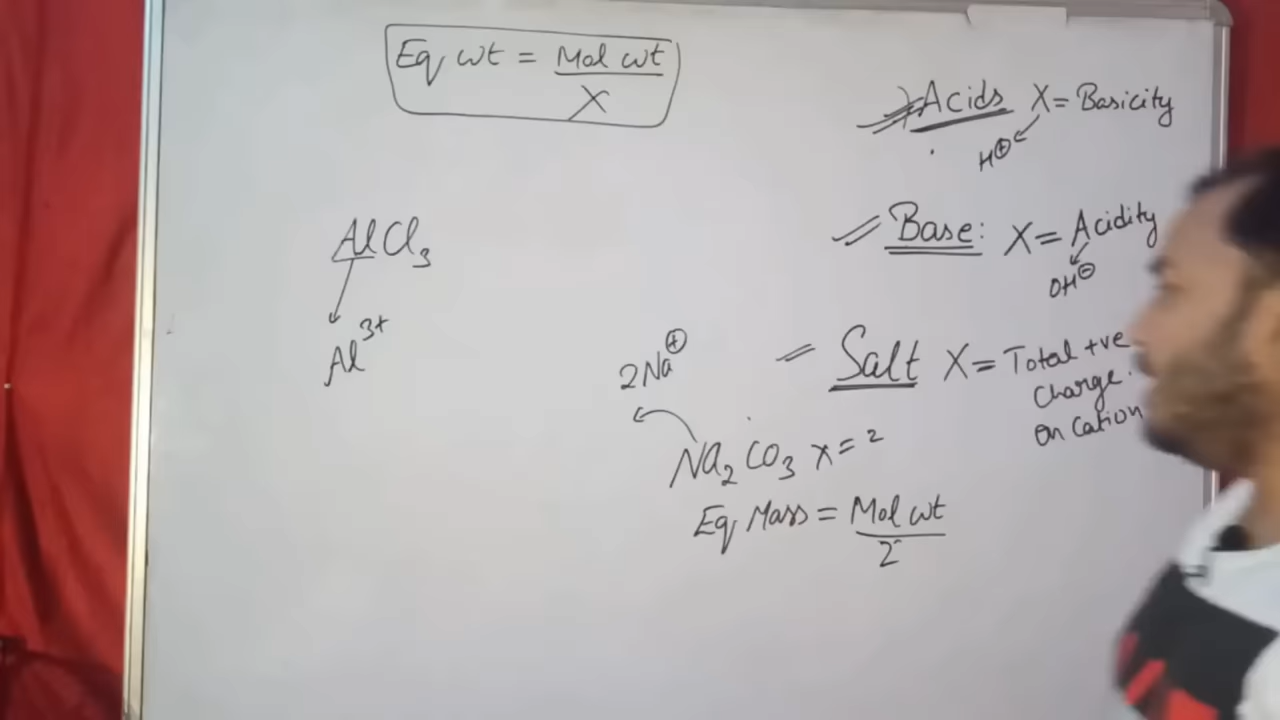 Eq wt = Mol wt / X
Acids X = Basicity
H⊕
Base: X = Acidity
OH⊖
Salt X = Total +ve
Charge.
on Cation
AlCl₃
Al³⁺
2Na⊕
Na₂CO₃ x = 2
Eq Mass = Mol wt / 2